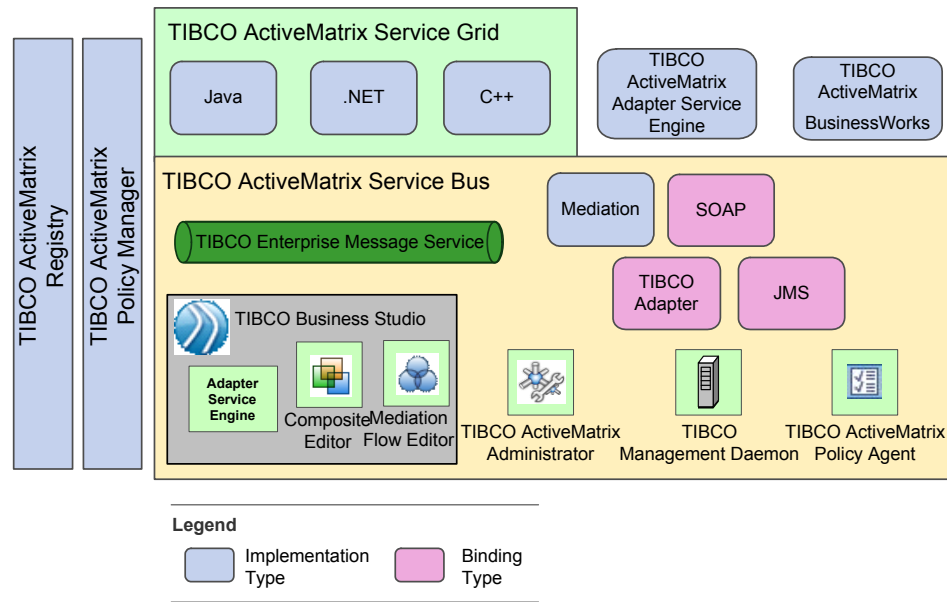 TIBCO ActiveMatrix
Registry
TIBCO ActiveMatrix
Policy Manager
TIBCO ActiveMatrix Service Grid
Java
.NET
C++
TIBCO
ActiveMatrix
Adapter Service
Engine
TIBCO
ActiveMatrix
BusinessWorks
TIBCO ActiveMatrix Service Bus
Mediation
SOAP
TIBCO Enterprise Message Service
TIBCO
Adapter
JMS
TIBCO Business Studio
Adapter
Service
Engine
Composite
Editor
Mediation
Flow Editor
TIBCO ActiveMatrix
Administrator
TIBCO
Management Daemon
TIBCO ActiveMatrix
Policy Agent
Legend
Implementation
Type
Binding
Type